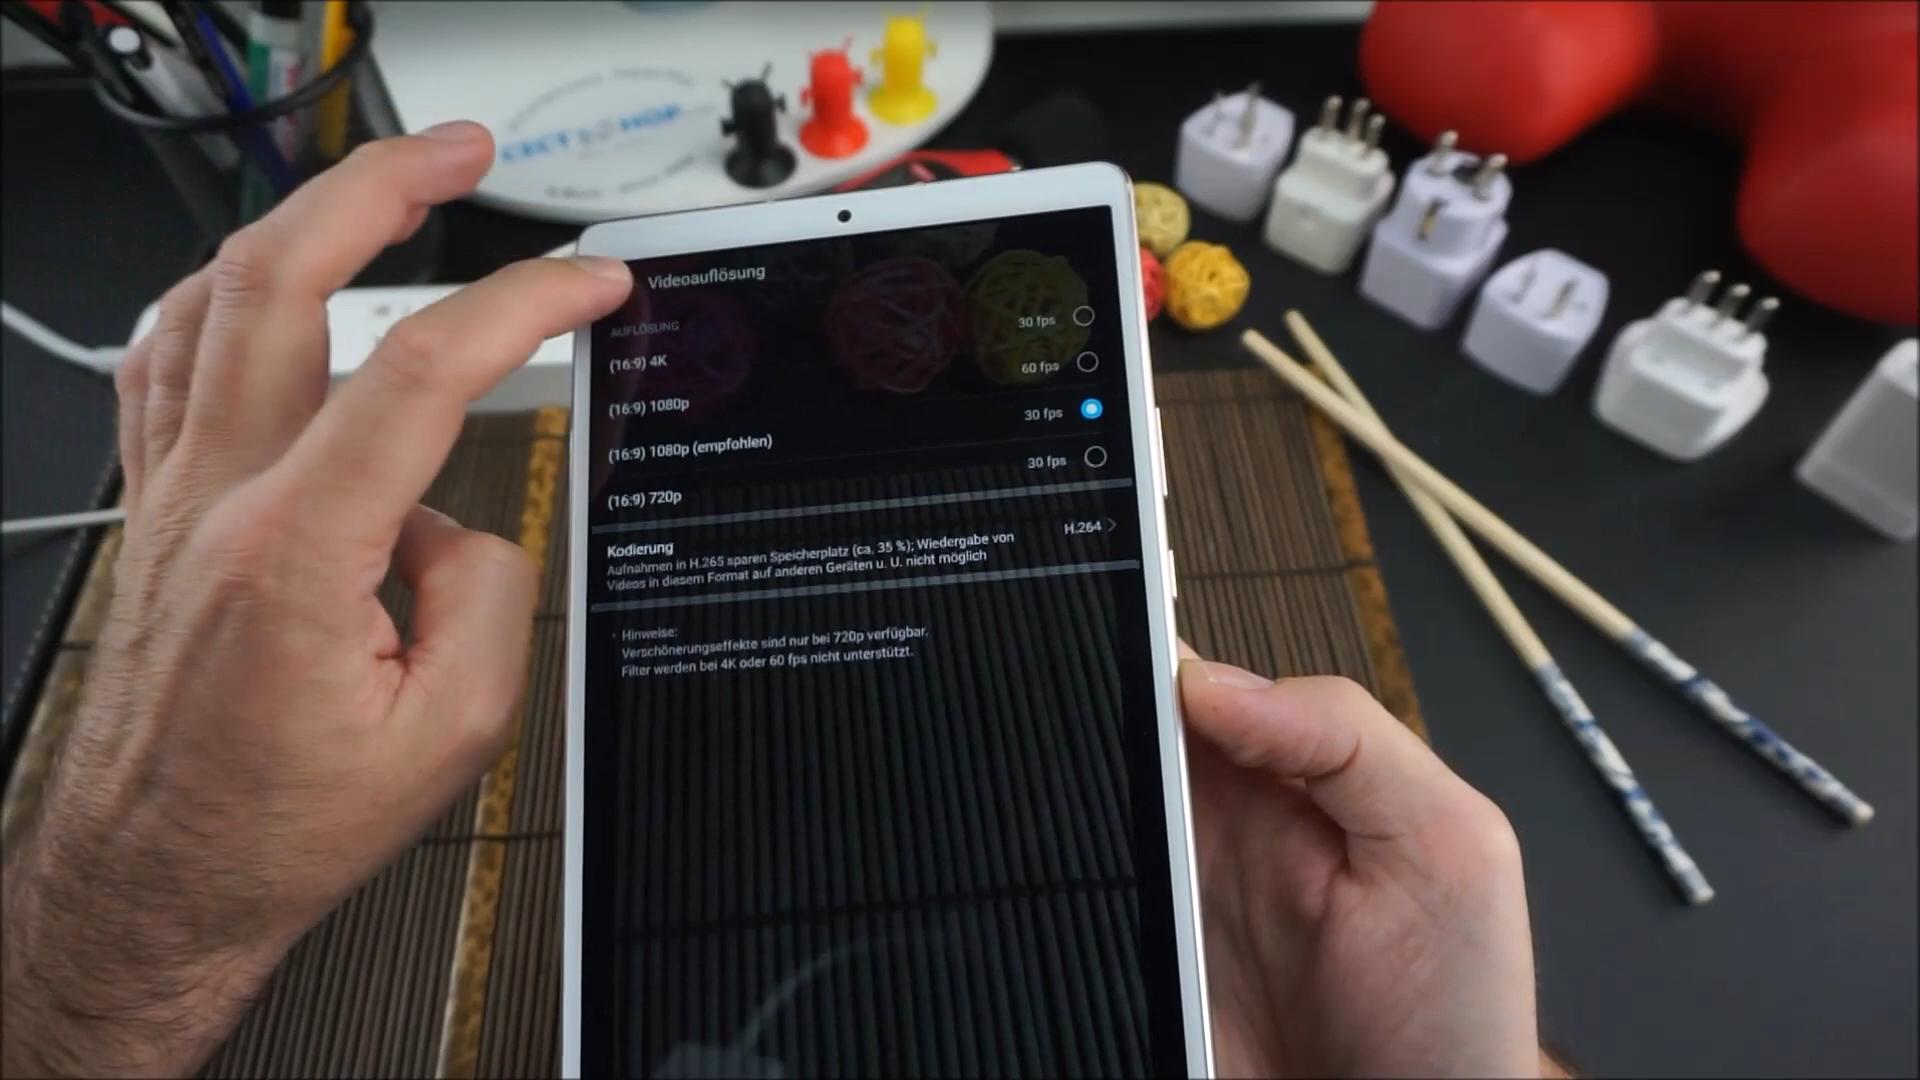 Videoauflösung
AUFLÖSUNG
(16:9) 4K 30 fps
(16:9) 1080p 60 fps
(16:9) 1080p (empfohlen) 30 fps
(16:9) 720p 30 fps
Kodierung H.264
Aufnahmen in H.265 sparen Speicherplatz (ca. 35 %); Wiedergabe von
Videos in diesem Format auf anderen Geräten u. U. nicht möglich
Hinweise:
Verschönerungseffekte sind nur bei 720p verfügbar.
Filter werden bei 4K oder 60 fps nicht unterstützt.